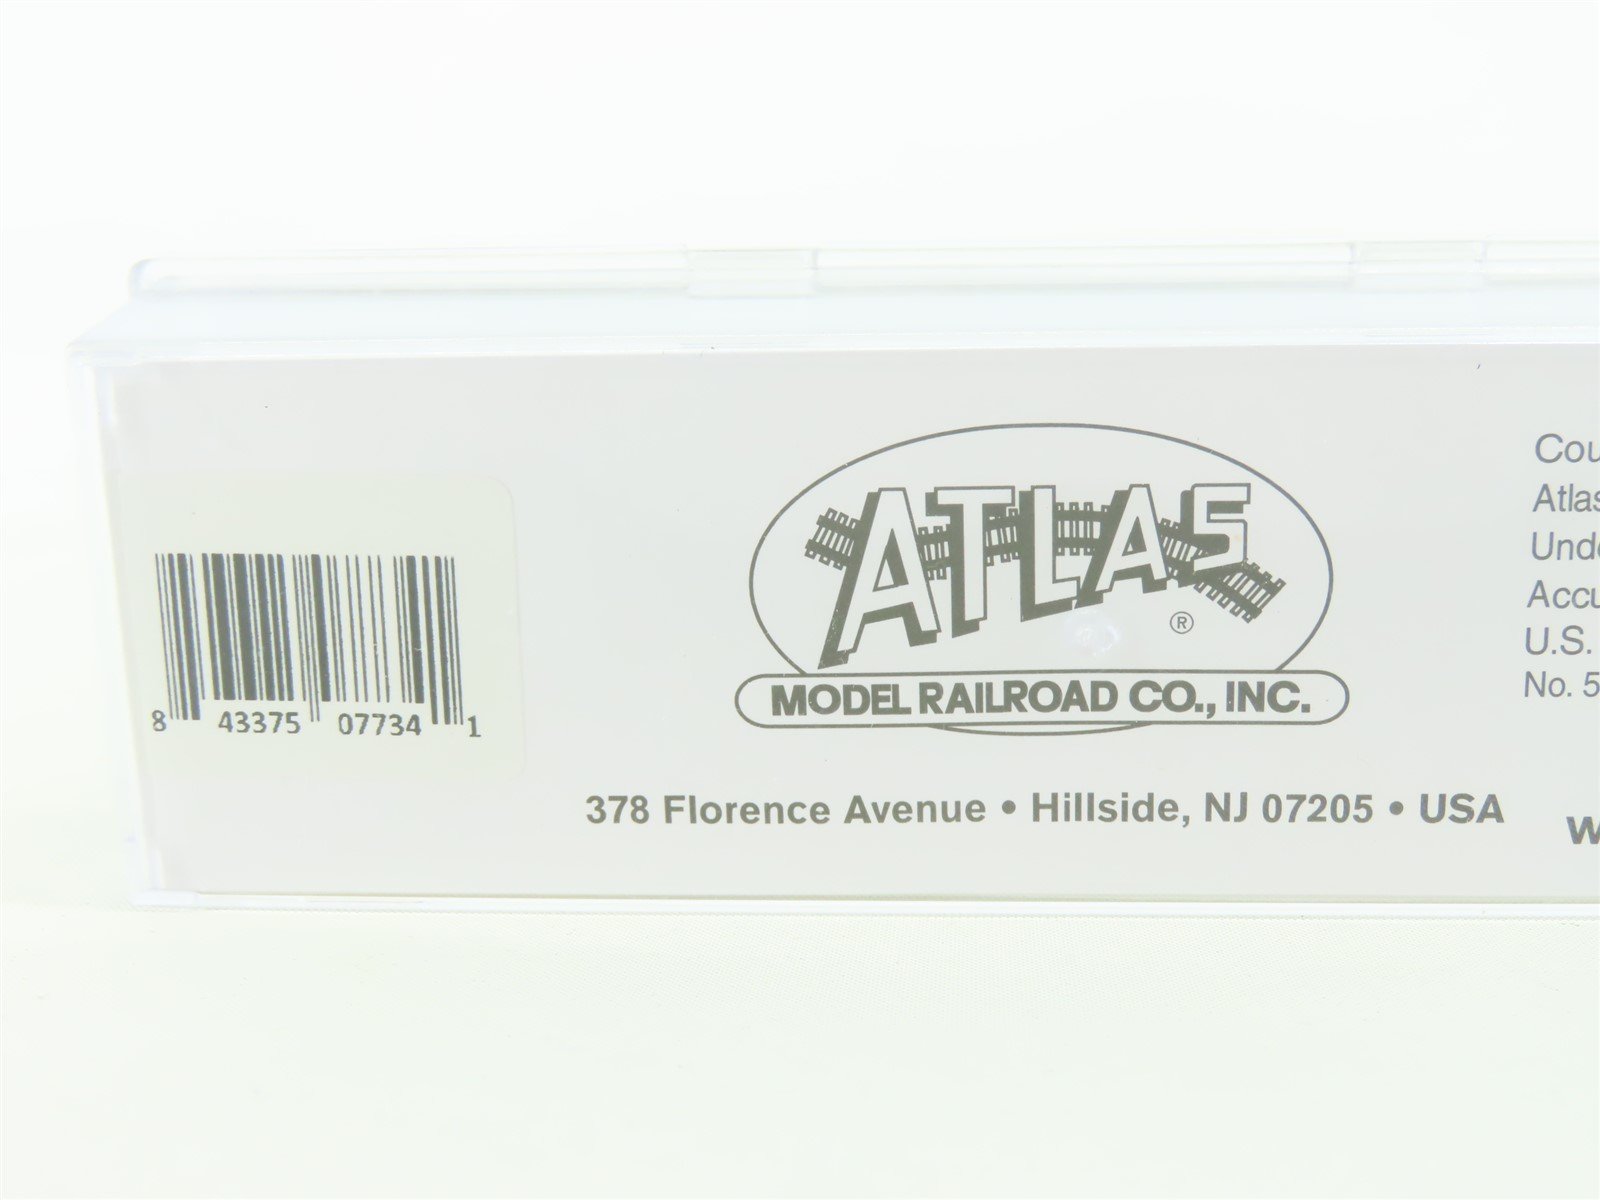 ATLAS
®
MODEL RAILROAD CO., INC.
378 Florence Avenue • Hillside, NJ 07205 • USA
8 43375 07734 1
Cou
Atlas
Unde
Accu
U.S.
No. 5
w